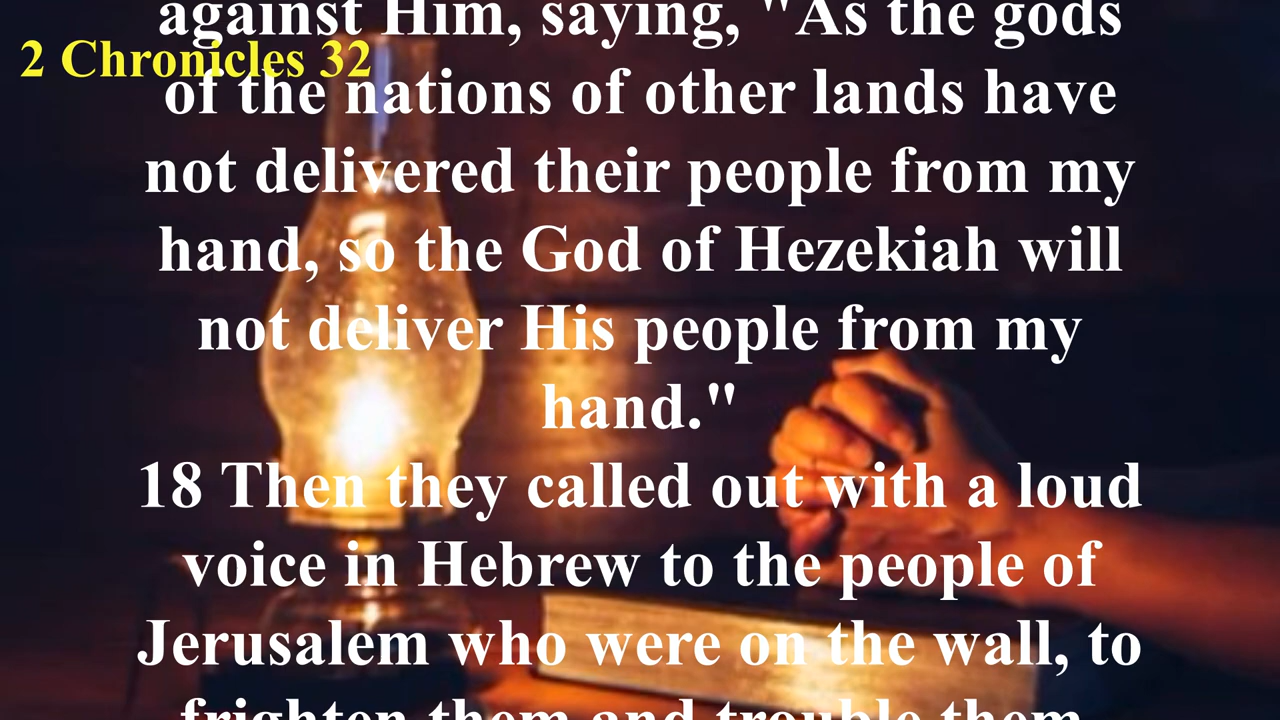 against Him, saying, "As the gods
2 Chronicles 32
of the nations of other lands have
not delivered their people from my
hand, so the God of Hezekiah will
not deliver His people from my
hand."
18 Then they called out with a loud
voice in Hebrew to the people of
Jerusalem who were on the wall, to
frighten them and trouble them